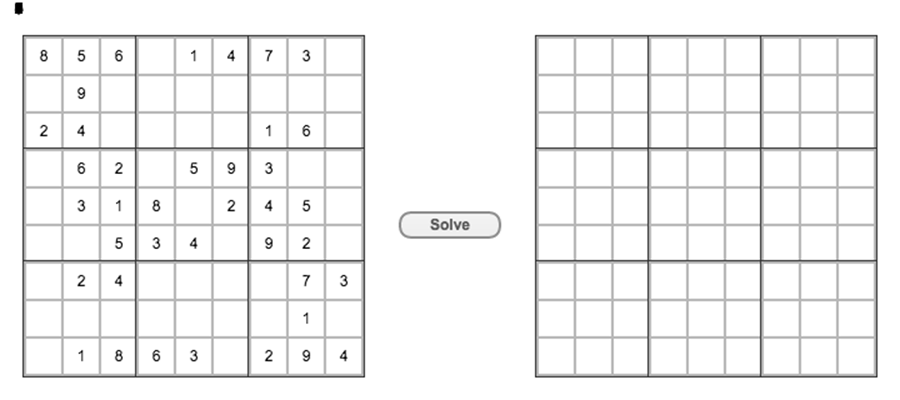 8 5 6 1 4 7 3
9
2 4 1 6
6 2 5 9 3
3 1 8 2 4 5
Solve
5 3 4 9 2
2 4 7 3
1
1 8 6 3 2 9 4